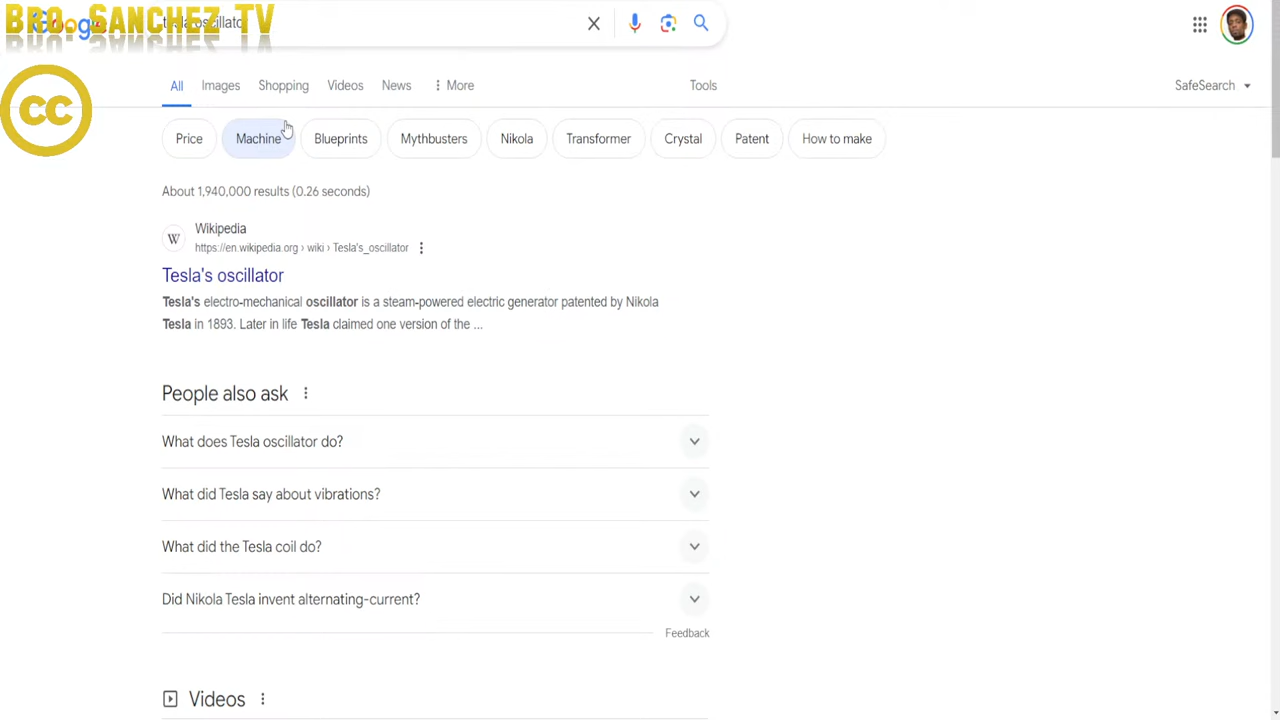 Bro. Sanchez TV
Google
tesla oscillator
CC
All Images Shopping Videos News More Tools SafeSearch
Price Machine Blueprints Mythbusters Nikola Transformer Crystal Patent How to make
About 1,940,000 results (0.26 seconds)
W
Wikipedia
https://en.wikipedia.org › wiki › Tesla's_oscillator
Tesla's oscillator
Tesla's electro-mechanical oscillator is a steam-powered electric generator patented by Nikola
Tesla in 1893. Later in life Tesla claimed one version of the ...
People also ask
What does Tesla oscillator do?
What did Tesla say about vibrations?
What did the Tesla coil do?
Did Nikola Tesla invent alternating-current?
Feedback
Videos